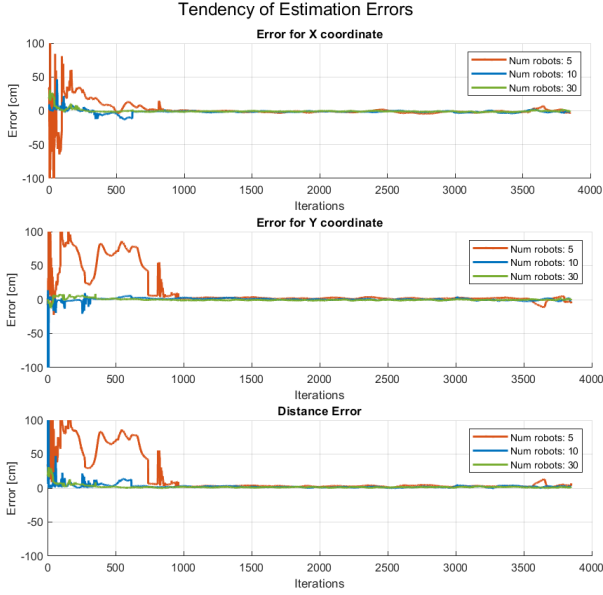 Tendency of Estimation Errors
Error for X coordinate
Error [cm]
100
50
0
-50
-100
Num robots: 5
Num robots: 10
Num robots: 30
0 500 1000 1500 2000 2500 3000 3500 4000
Iterations
Error for Y coordinate
Error [cm]
100
50
0
-50
-100
Num robots: 5
Num robots: 10
Num robots: 30
0 500 1000 1500 2000 2500 3000 3500 4000
Iterations
Distance Error
Error [cm]
100
50
0
-50
-100
Num robots: 5
Num robots: 10
Num robots: 30
0 500 1000 1500 2000 2500 3000 3500 4000
Iterations